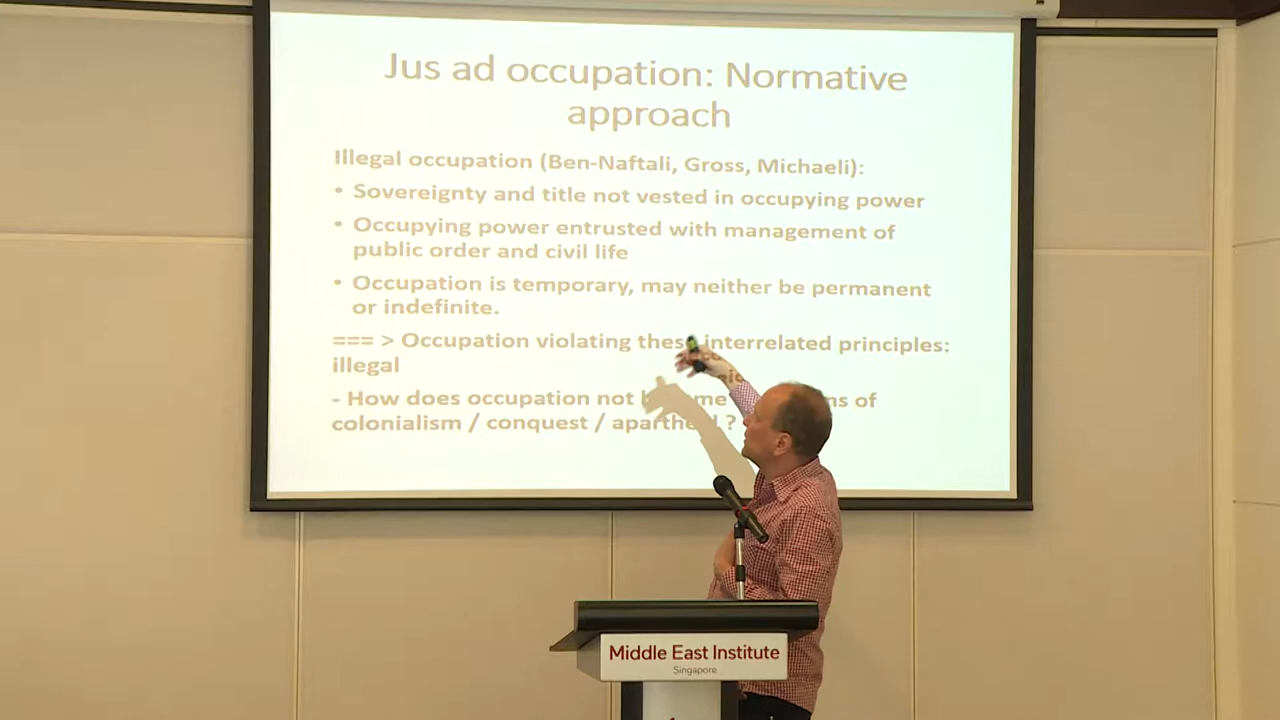 Jus ad occupation: Normative
approach
Illegal occupation (Ben-Naftali, Gross, Michaeli):
• Sovereignty and title not vested in occupying power
• Occupying power entrusted with management of
public order and civil life
• Occupation is temporary, may neither be permanent
or indefinite.
=== > Occupation violating these interrelated principles:
illegal
- How does occupation not of
colonialism / conquest / ?
Middle East Institute
Singapore